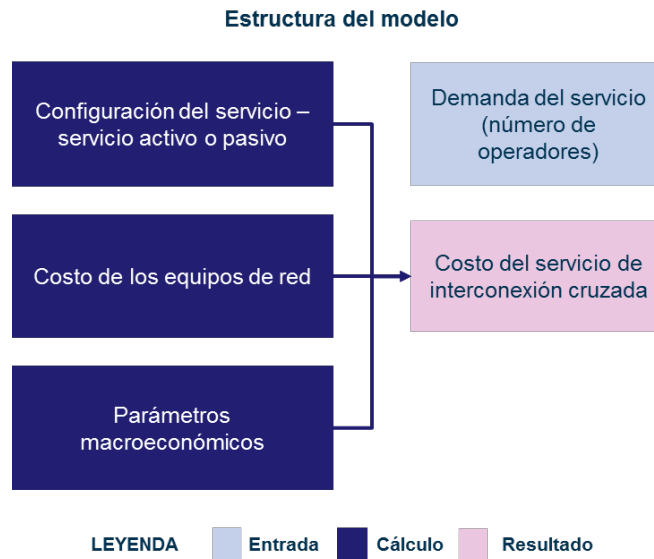 Estructura del modelo
Configuración del servicio –
servicio activo o pasivo
Demanda del servicio
(número de
operadores)
Costo de los equipos de red
Costo del servicio de
interconexión cruzada
Parámetros
macroeconómicos
LEYENDA Entrada Cálculo Resultado